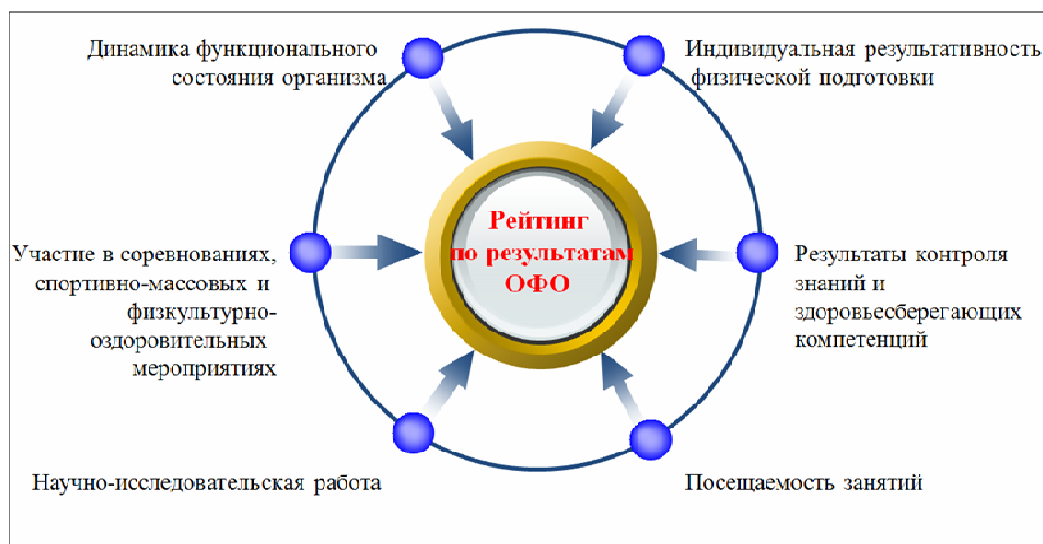 Динамика функционального
состояния организма
Индивидуальная результативность
физической подготовки
Рейтинг
по результатам
ОФО
Участие в соревнованиях,
спортивно-массовых и
физкультурно-
оздоровительных
мероприятиях
Результаты контроля
знаний и
здоровьесберегающих
компетенций
Научно-исследовательская работа
Посещаемость занятий